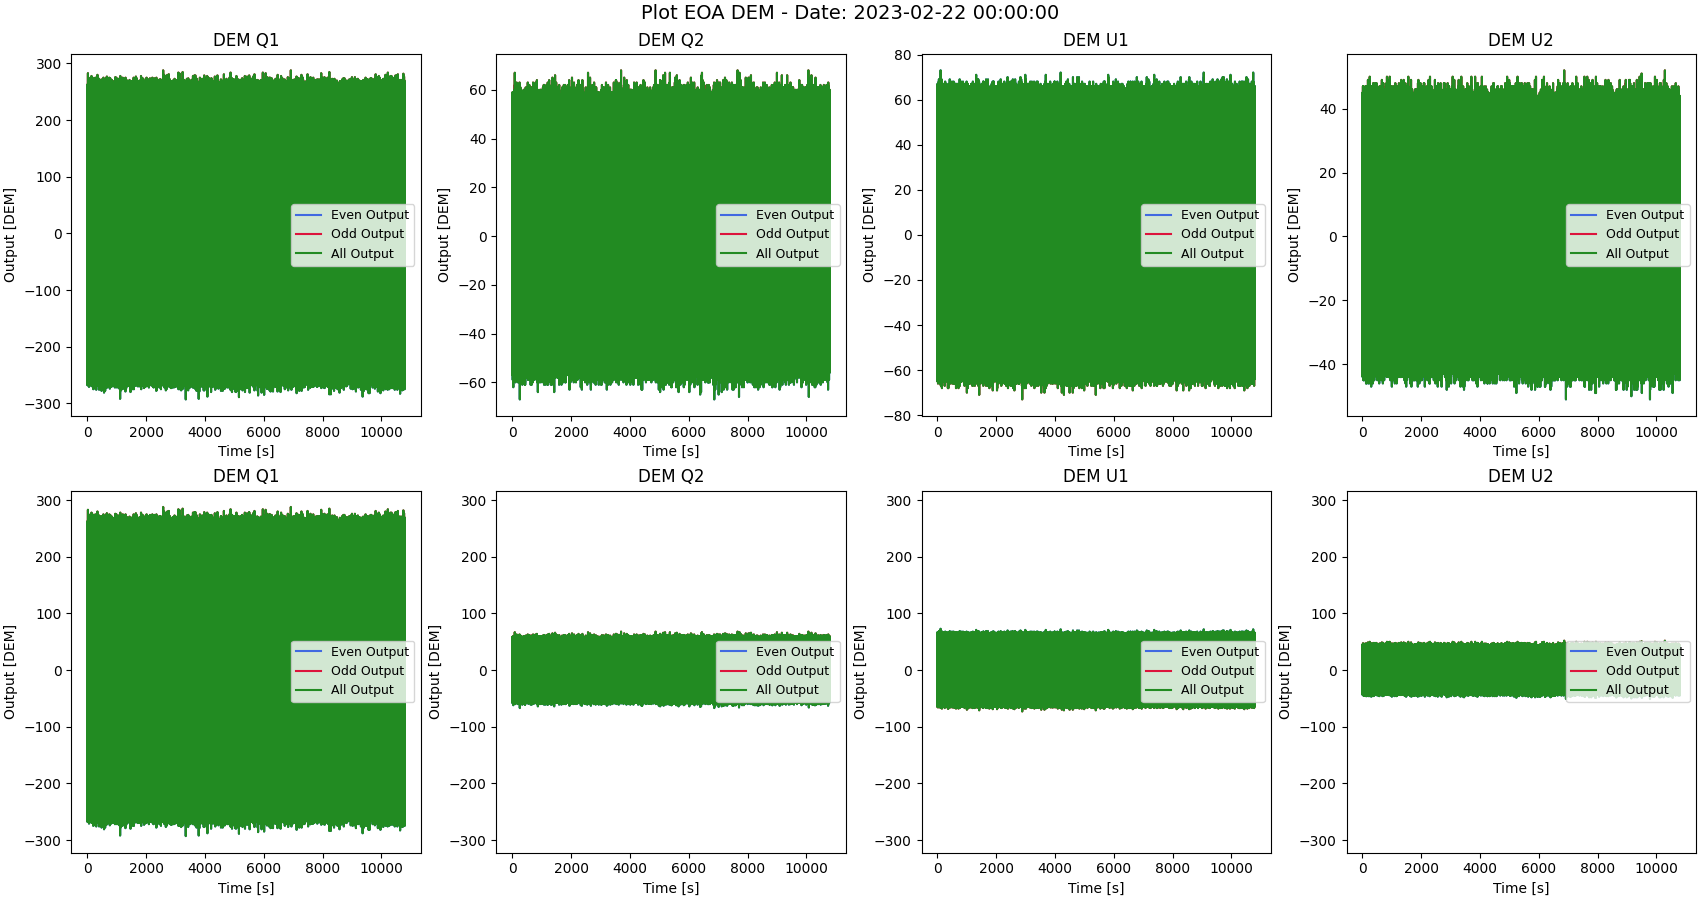 Plot EOA DEM - Date: 2023-02-22 00:00:00
DEM Q1
300
200
100
0
−100
−200
−300
Output [DEM]
0 2000 4000 6000 8000 10000
Time [s]
Even Output
Odd Output
All Output
DEM Q2
60
40
20
0
−20
−40
−60
Output [DEM]
0 2000 4000 6000 8000 10000
Time [s]
Even Output
Odd Output
All Output
DEM U1
80
60
40
20
0
−20
−40
−60
−80
Output [DEM]
0 2000 4000 6000 8000 10000
Time [s]
Even Output
Odd Output
All Output
DEM U2
40
20
0
−20
−40
Output [DEM]
0 2000 4000 6000 8000 10000
Time [s]
Even Output
Odd Output
All Output
DEM Q1
300
200
100
0
−100
−200
−300
Output [DEM]
0 2000 4000 6000 8000 10000
Time [s]
Even Output
Odd Output
All Output
DEM Q2
300
200
100
0
−100
−200
−300
Output [DEM]
0 2000 4000 6000 8000 10000
Time [s]
Even Output
Odd Output
All Output
DEM U1
300
200
100
0
−100
−200
−300
Output [DEM]
0 2000 4000 6000 8000 10000
Time [s]
Even Output
Odd Output
All Output
DEM U2
300
200
100
0
−100
−200
−300
Output [DEM]
0 2000 4000 6000 8000 10000
Time [s]
Even Output
Odd Output
All Output